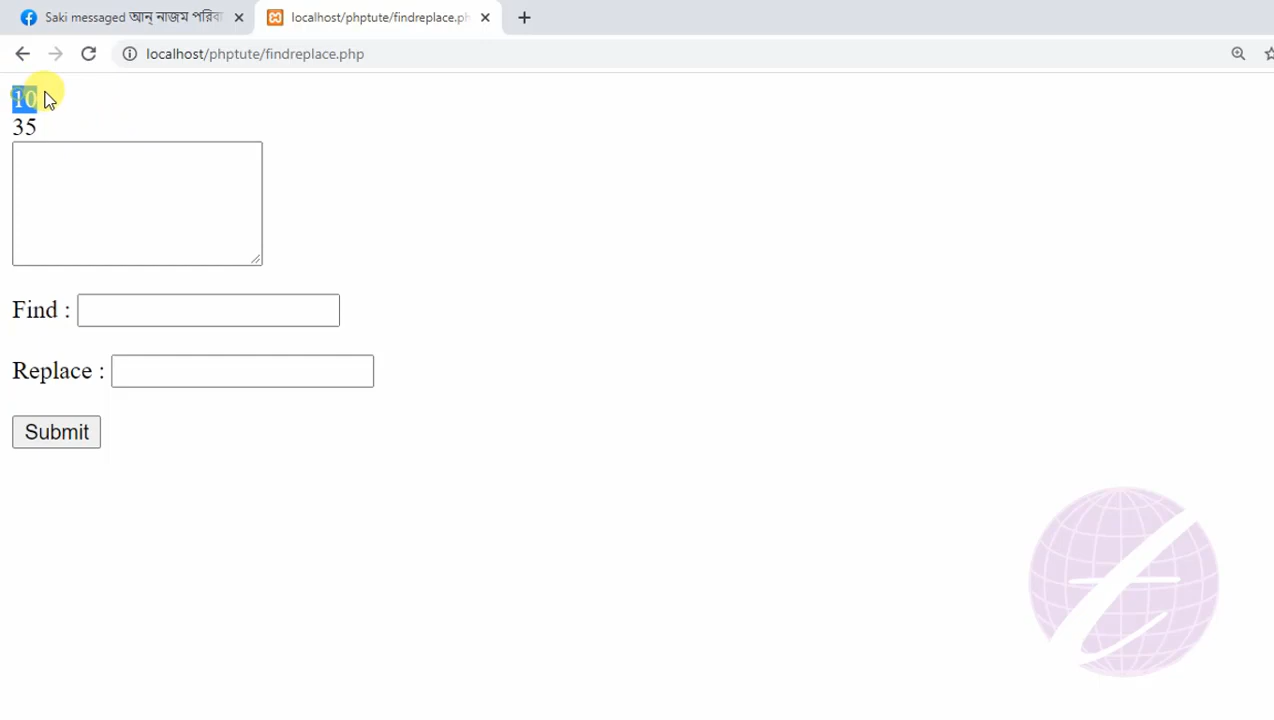 Saki messaged আন্ নাজম পরিবা
localhost/phptute/findreplace.ph
localhost/phptute/findreplace.php
10
35
Find :
Replace :
Submit